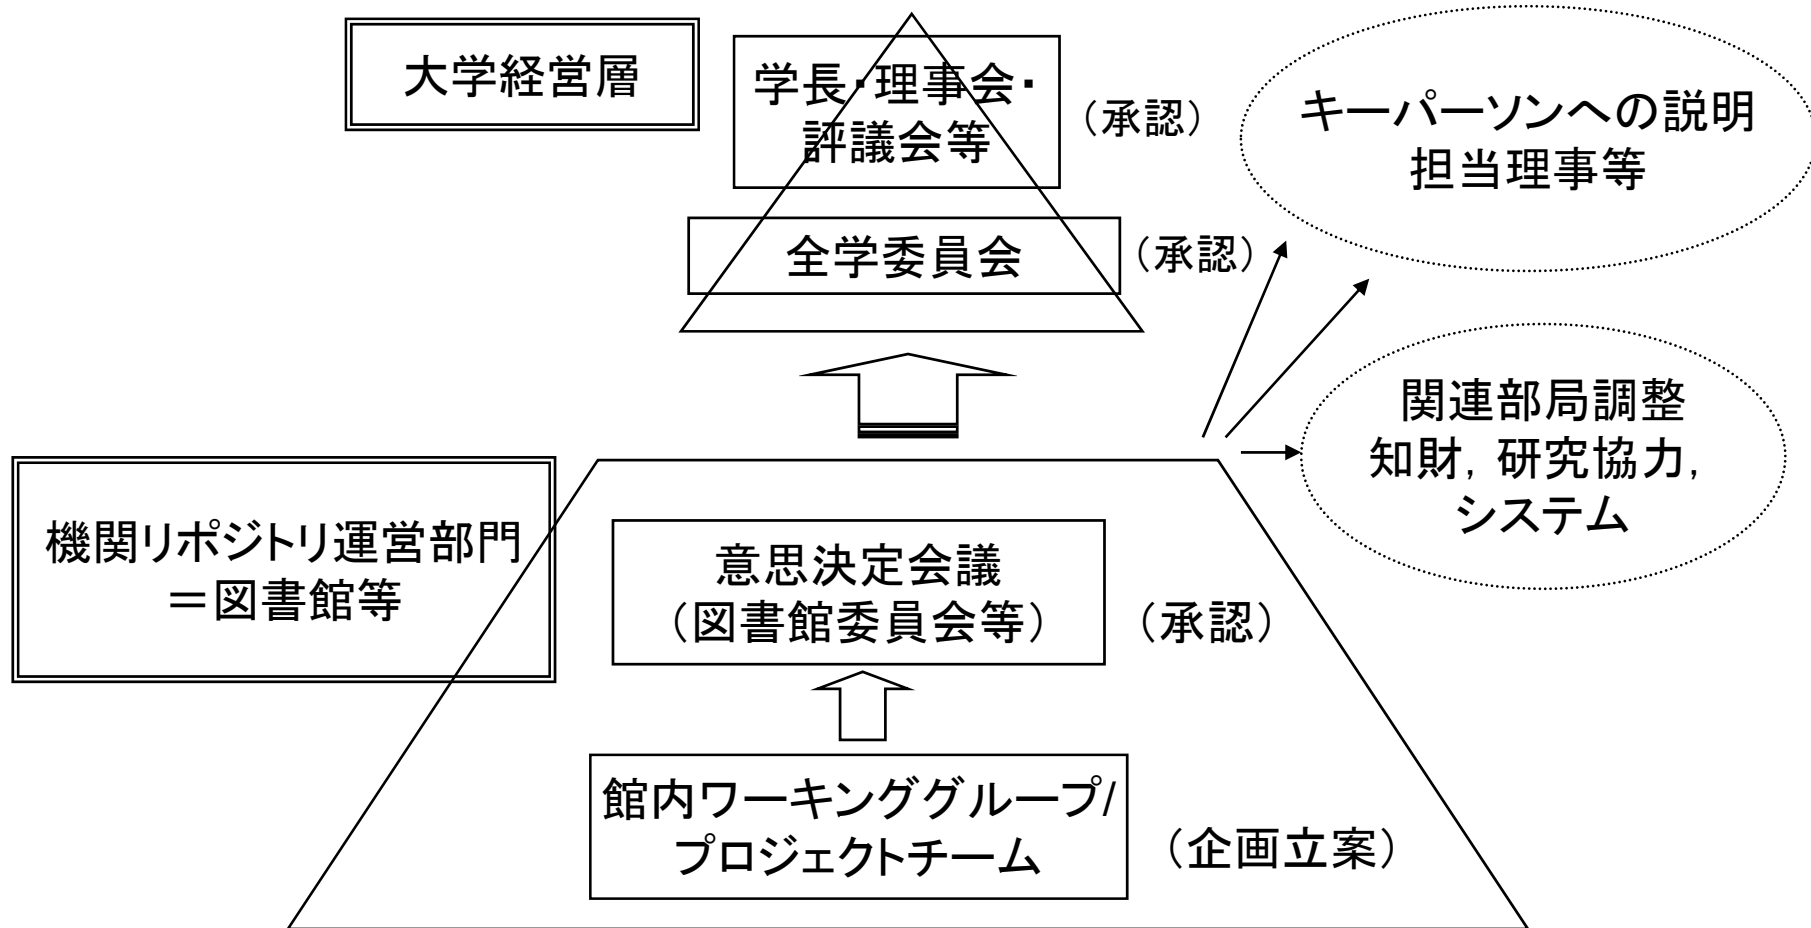 大学経営層
学長・理事会・
評議会等
（承認）
キーパーソンへの説明
担当理事等
全学委員会
（承認）
関連部局調整
知財，研究協力，
システム
機関リポジトリ運営部門
＝図書館等
意思決定会議
（図書館委員会等）
（承認）
館内ワーキンググループ/
プロジェクトチーム
（企画立案）